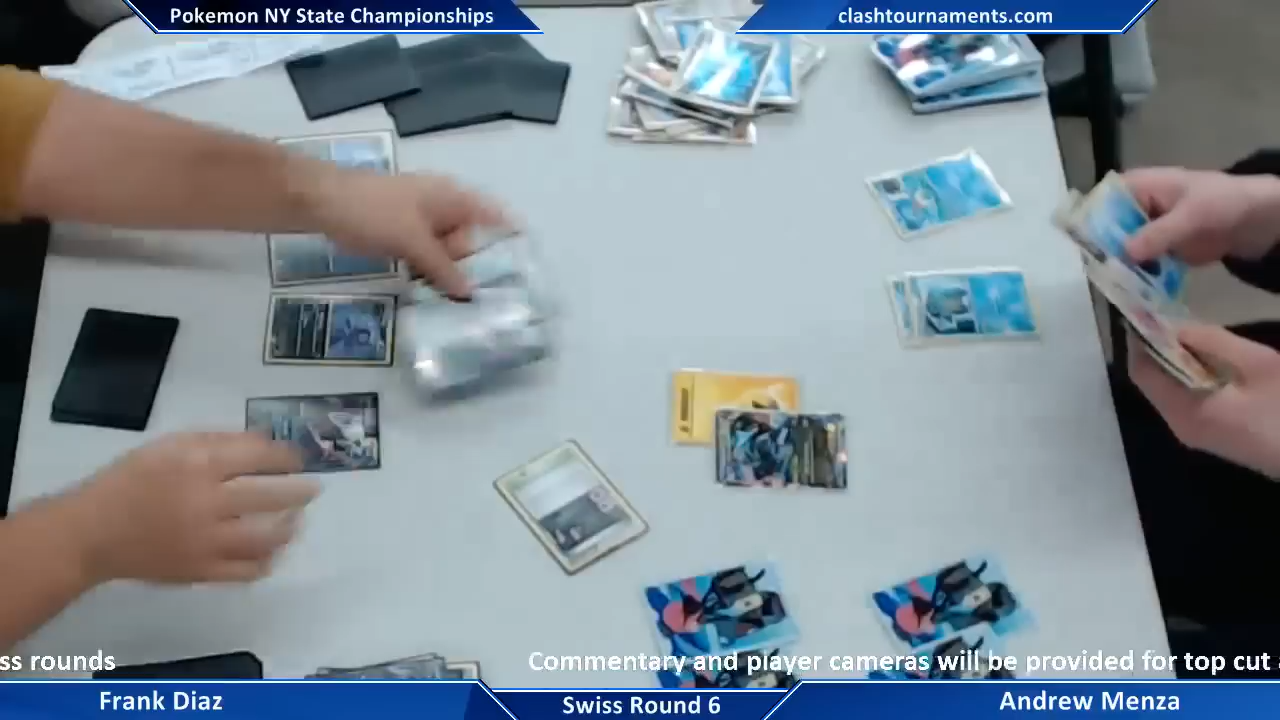 Pokemon NY State Championships
clashtournaments.com
ss rounds
Commentary and player cameras will be provided for top cut
Frank Diaz
Swiss Round 6
Andrew Menza